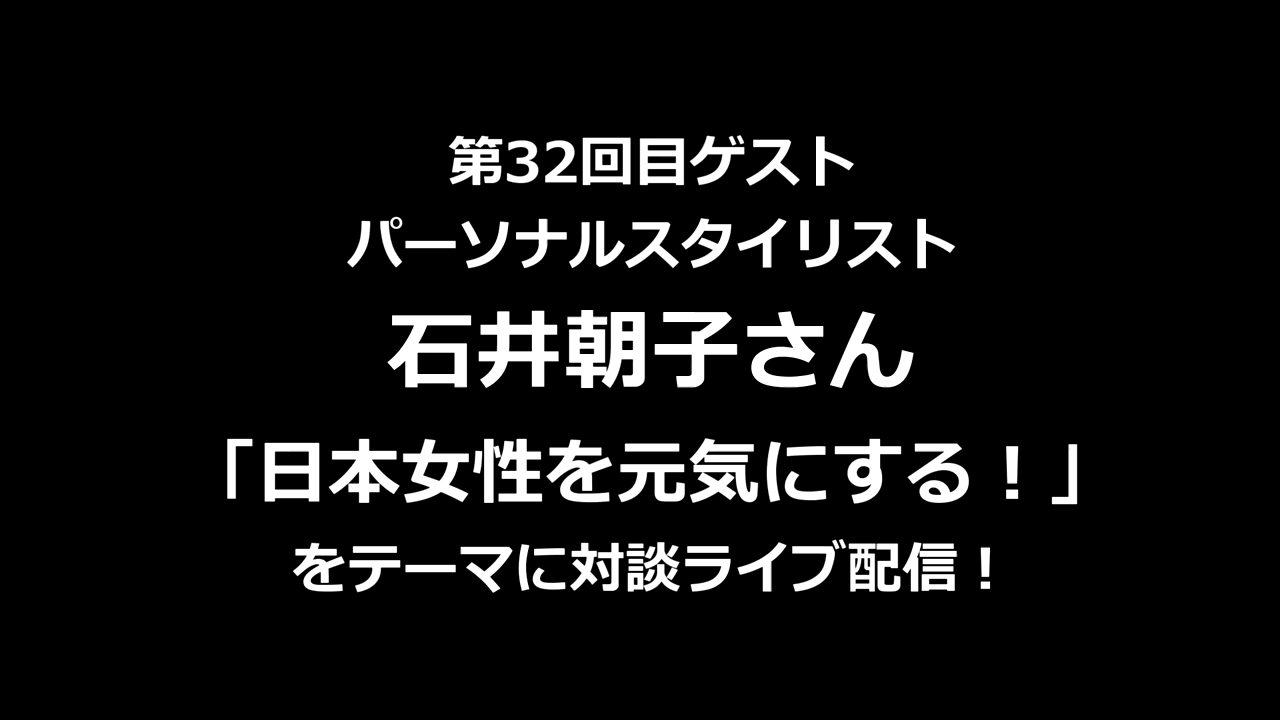 第32回目ゲスト
パーソナルスタイリスト
石井朝子さん
「日本女性を元気にする！」
をテーマに対談ライブ配信！